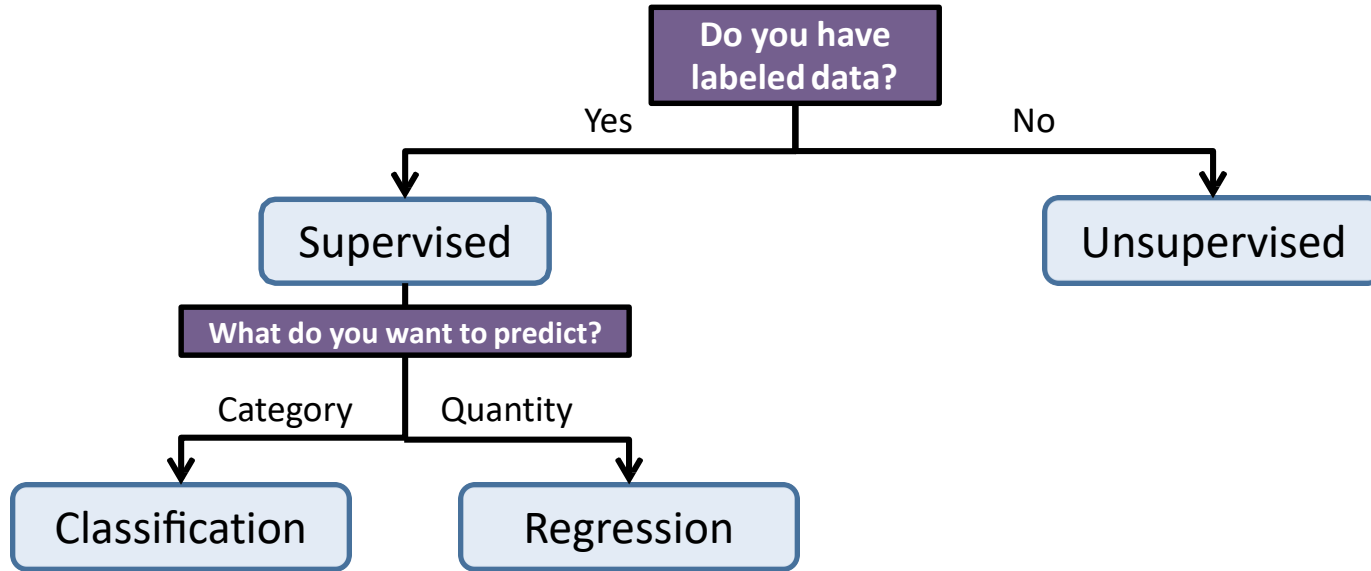 Do you have
labeled data?
Yes
No
Supervised
Unsupervised
What do you want to predict?
Category
Quantity
Classification
Regression